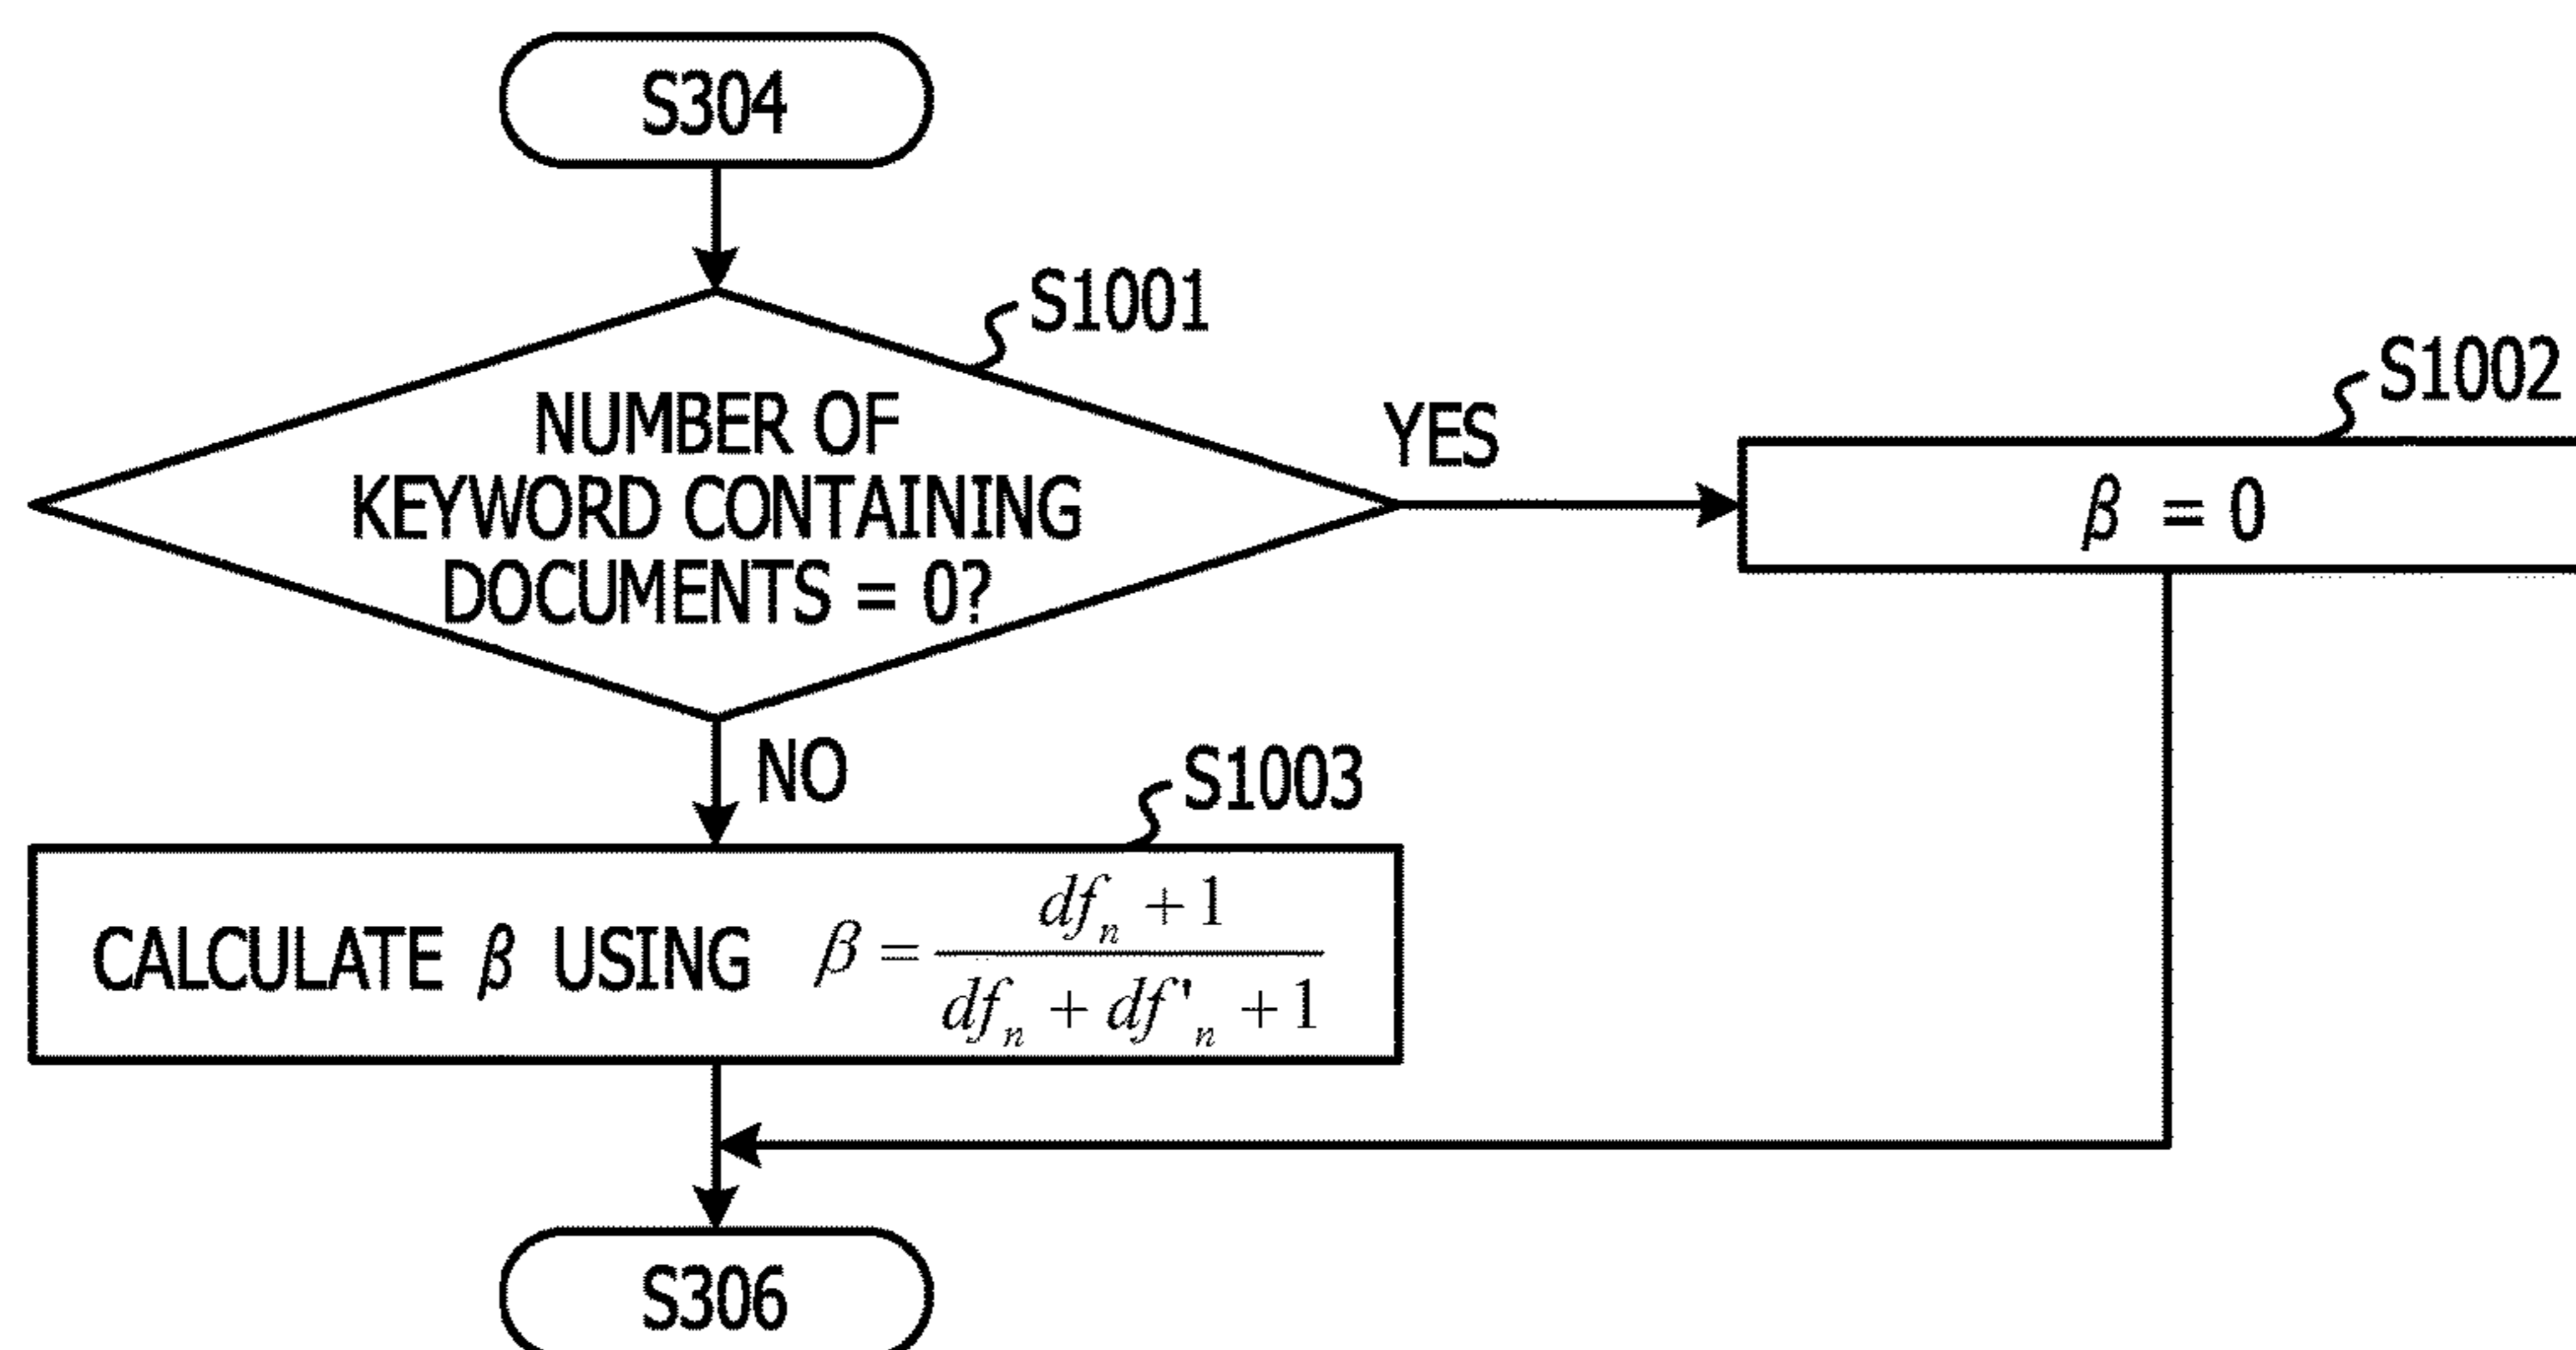 S304
S1001
NUMBER OF
KEYWORD CONTAINING
DOCUMENTS = 0?
YES
S1002
β = 0
NO
S1003
CALCULATE β USING β = (df_n + 1) / (df_n + df'_n + 1)
S306